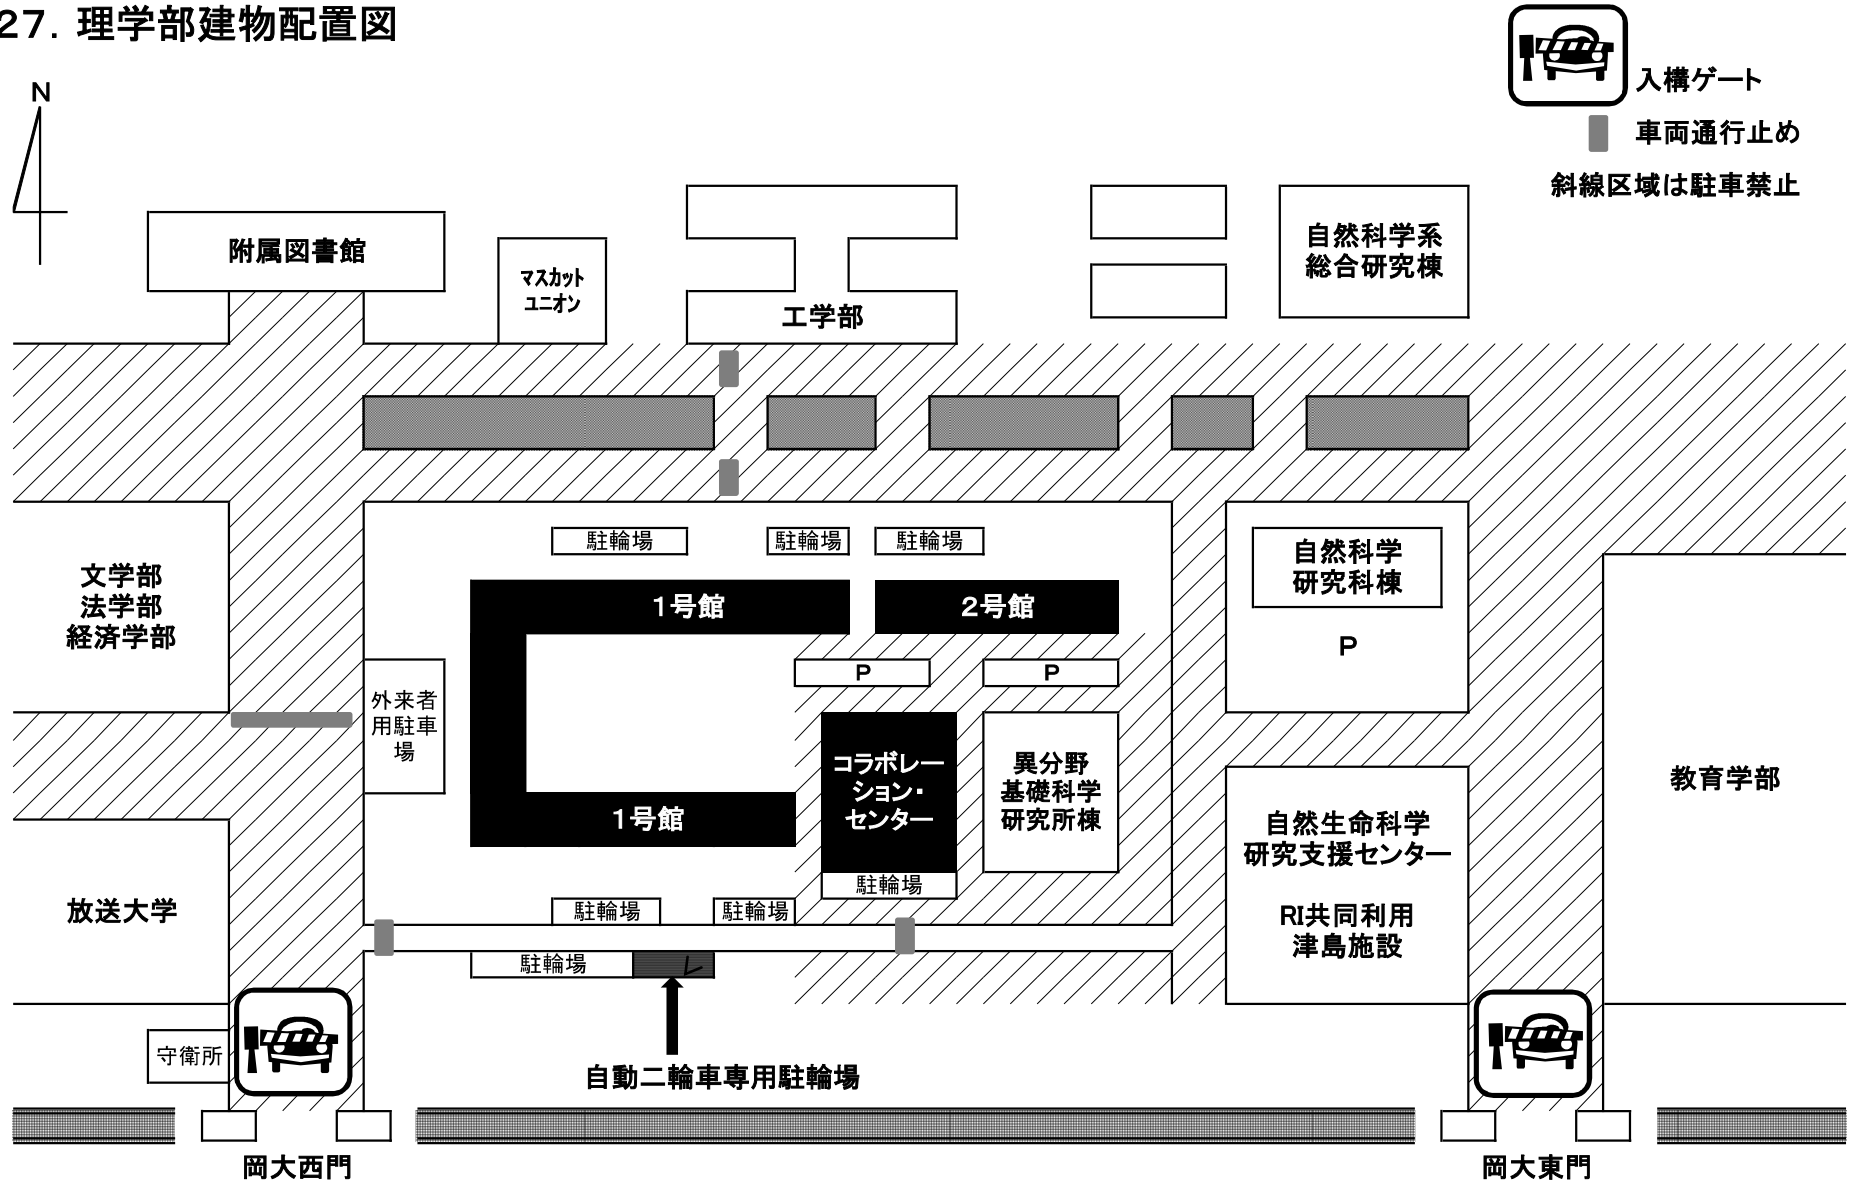 27. 理学部建物配置図
入構ゲート
車両通行止め
斜線区域は駐車禁止
N
附属図書館
マスカット
ユニオン
工学部
自然科学系
総合研究棟
駐輪場
駐輪場
駐輪場
自然科学
研究科棟
P
文学部
法学部
経済学部
1号館
2号館
P
P
外来者
用駐車
場
コラボレー
ション・
センター
異分野
基礎科学
研究所棟
1号館
教育学部
自然生命科学
研究支援センター
RI共同利用
津島施設
放送大学
駐輪場
駐輪場
駐輪場
駐輪場
守衛所
自動二輪車専用駐輪場
岡大西門
岡大東門